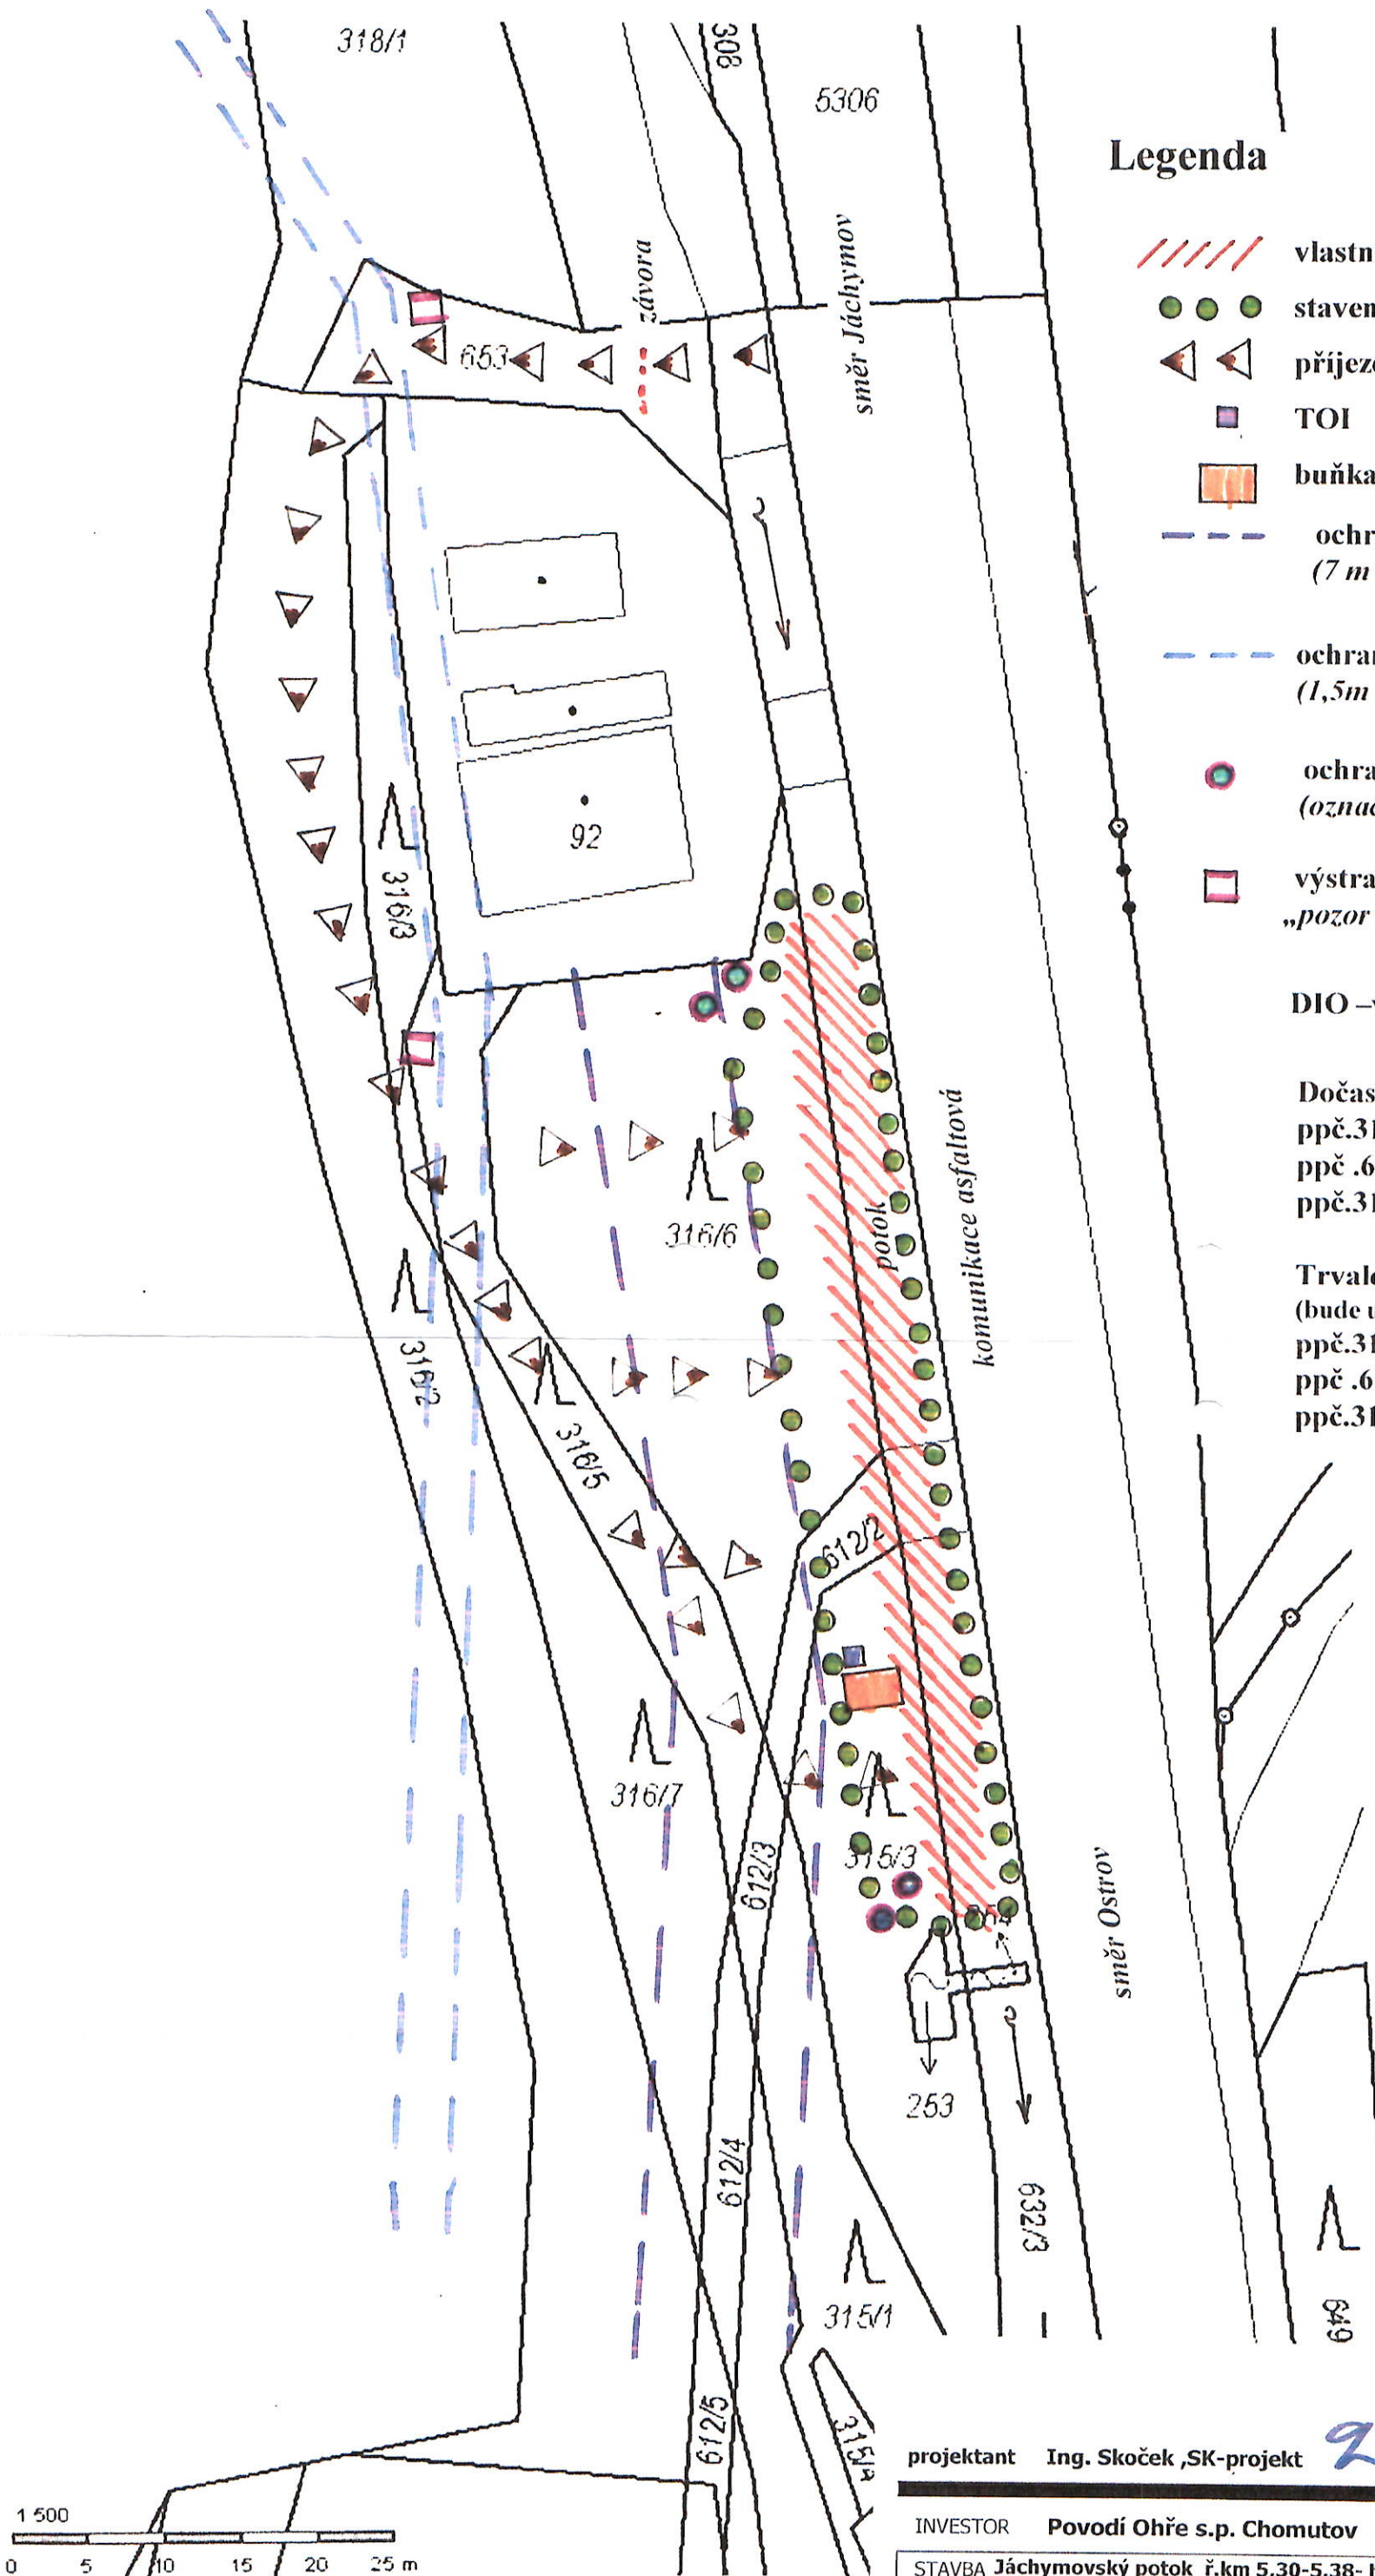 318/1
308
5306
Legenda
závora
směr Jáchymov
vlastn
staven
653
příjez
TOI
buňka
ochr
(7 m
ochra
(1,5m
ochra
(označ
92
316/3
výstra
„pozor
DIO –
Dočas
ppč.31
ppč .6
ppč.31
komunikace asfaltová
potok
316/6
Trval
(bude u
ppč.31
ppč .6
ppč.31
316/2
316/5
612/2
316/7
612/3
315/3
směr Ostrov
253
612/4
632/3
315/1
649
612/5
projektant Ing. Skoček ,SK-projekt
INVESTOR Povodí Ohře s.p. Chomutov
STAVBA Jáchymovský potok ř.km 5,30-5,38-
1 500
0 5 10 15 20 25 m